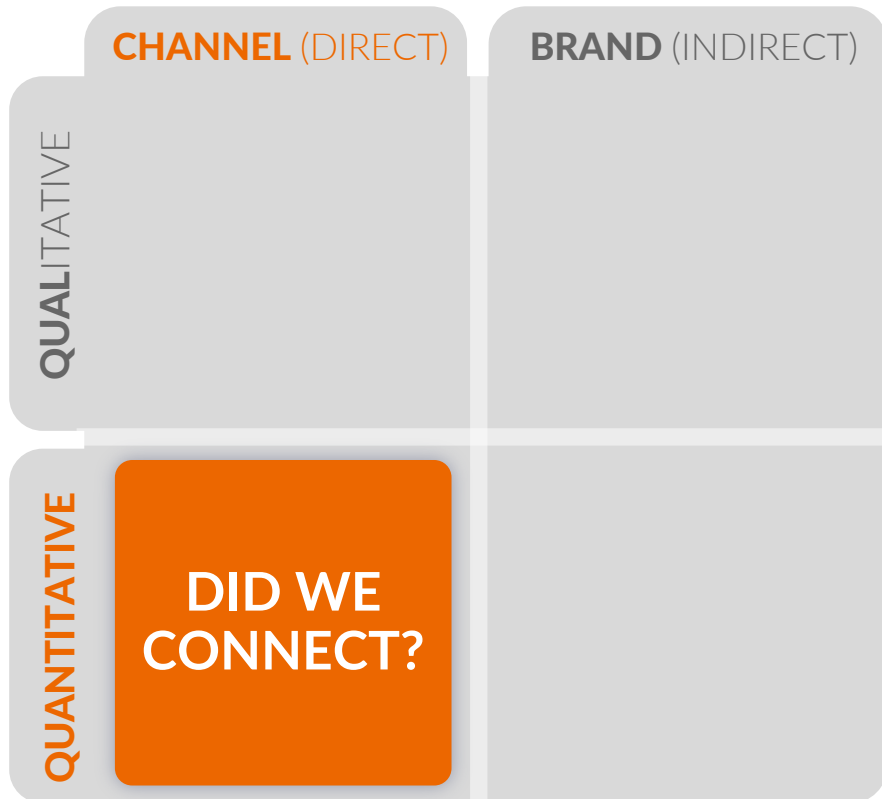 CHANNEL (DIRECT)
BRAND (INDIRECT)
QUALITATIVE
QUANTITATIVE
DID WE
CONNECT?